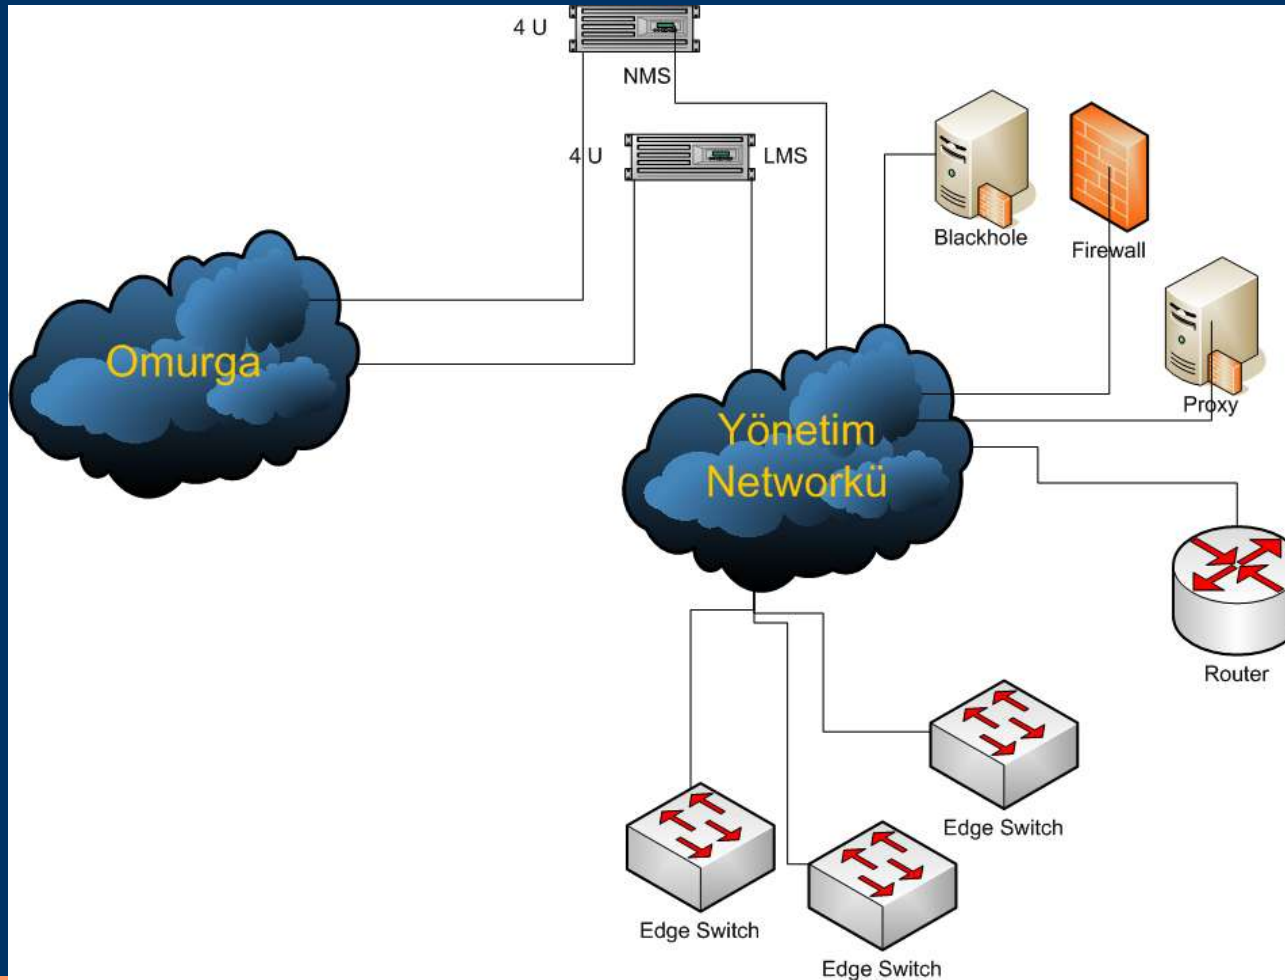 4 U
NMS
4 U
LMS
Blackhole
Firewall
Omurga
Proxy
Yönetim
Networkü
Router
Edge Switch
Edge Switch
Edge Switch